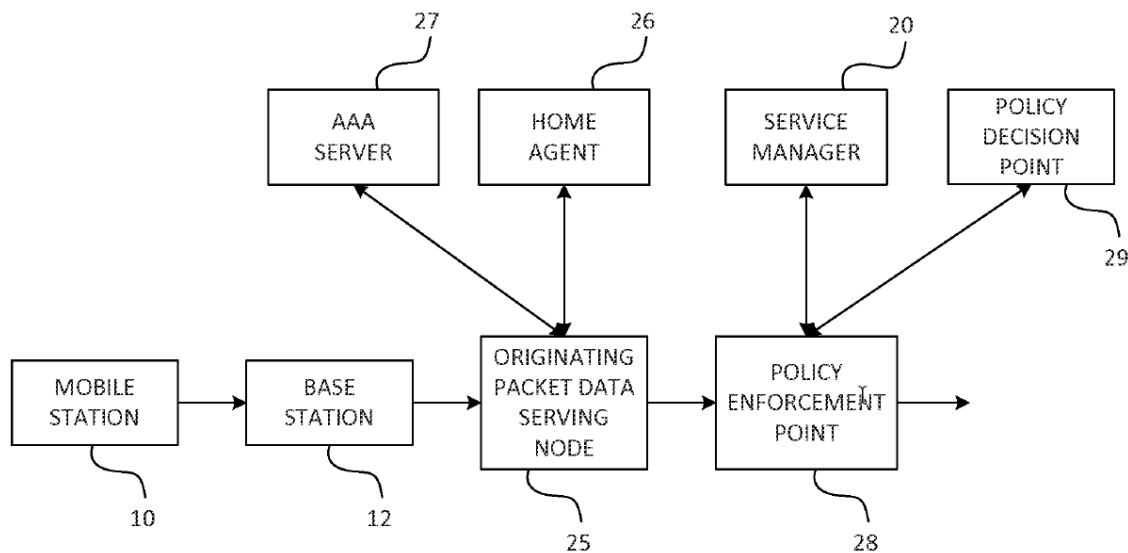 27
26
20
AAA
SERVER
HOME
AGENT
SERVICE
MANAGER
POLICY
DECISION
POINT
29
MOBILE
STATION
BASE
STATION
ORIGINATING
PACKET DATA
SERVING
NODE
POLICY
ENFORCEMENT
POINT
10
12
25
28